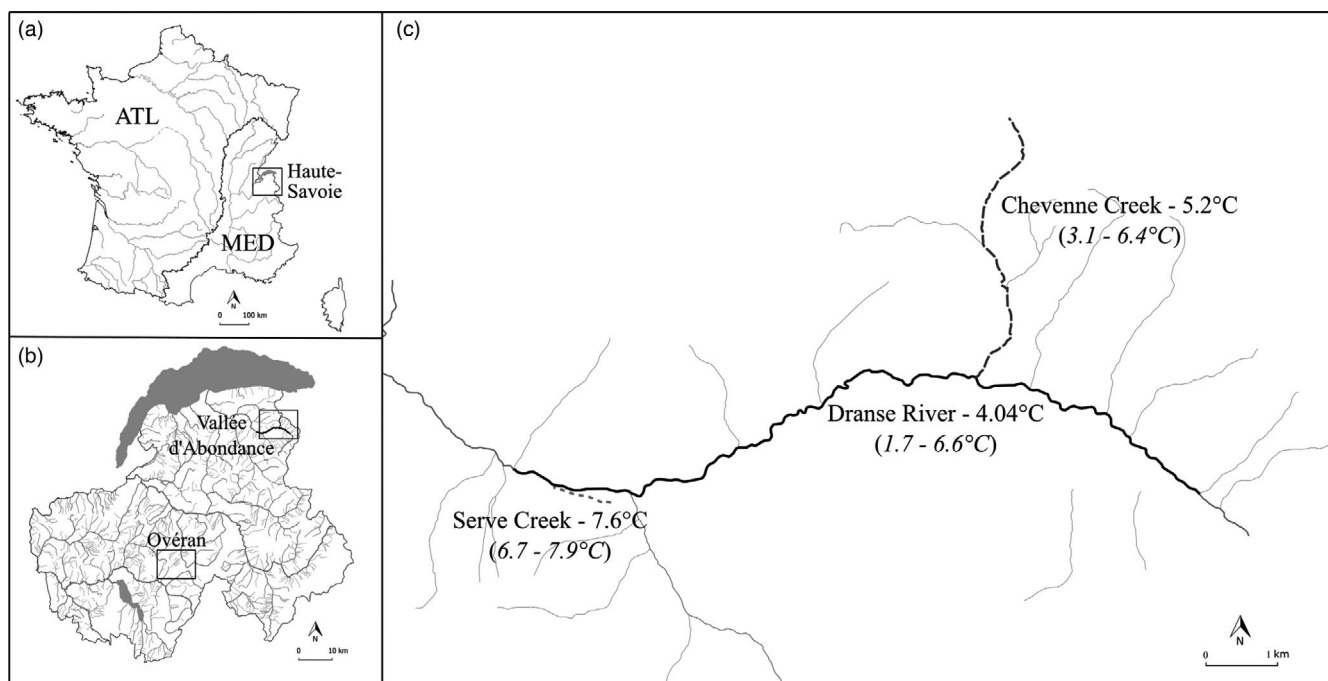 (a)
ATL
Haute-
Savoie
MED
N
0 100 km
(b)
Vallée
d'Abondance
Ovéran
N
0 10 km
(c)
Chevenne Creek - 5.2°C
(3.1 - 6.4°C)
Dranse River - 4.04°C
(1.7 - 6.6°C)
Serve Creek - 7.6°C
(6.7 - 7.9°C)
N
0 1 km